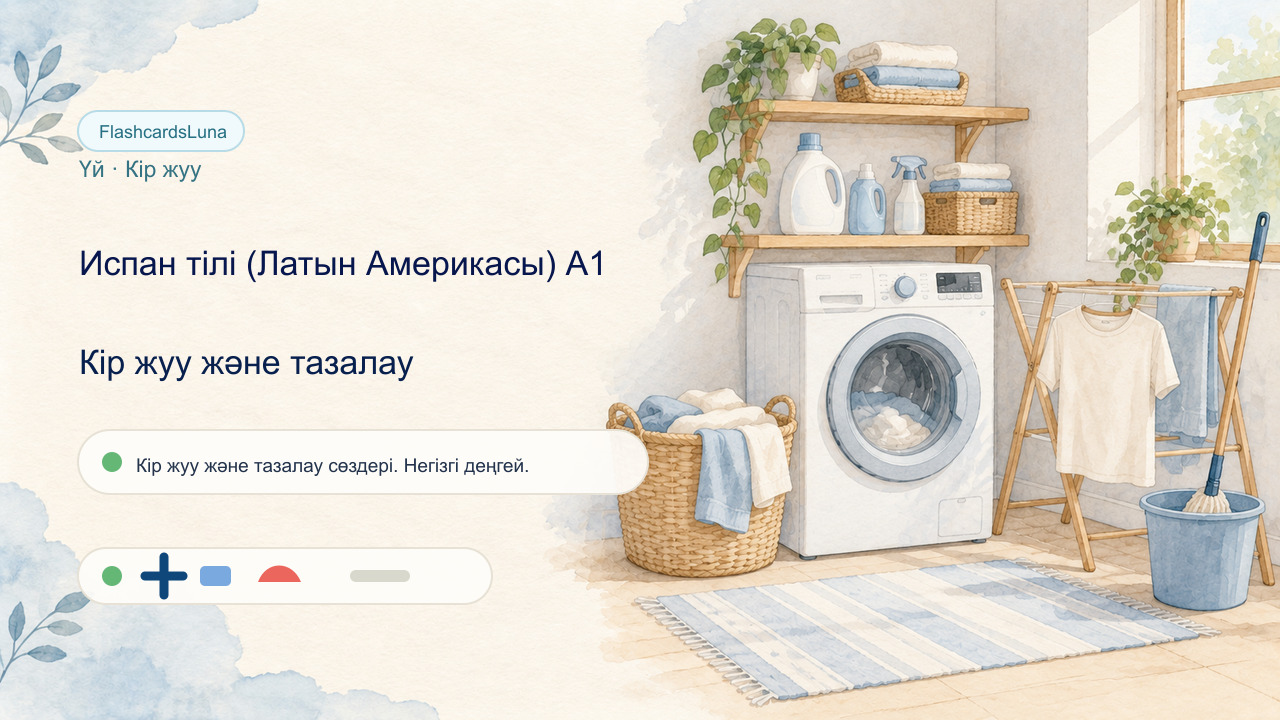 FlashcardsLuna
Үй · Кір жуу
Испан тілі (Латын Америкасы) A1
Кір жуу және тазалау
Кір жуу және тазалау сөздері. Негізгі деңгей.